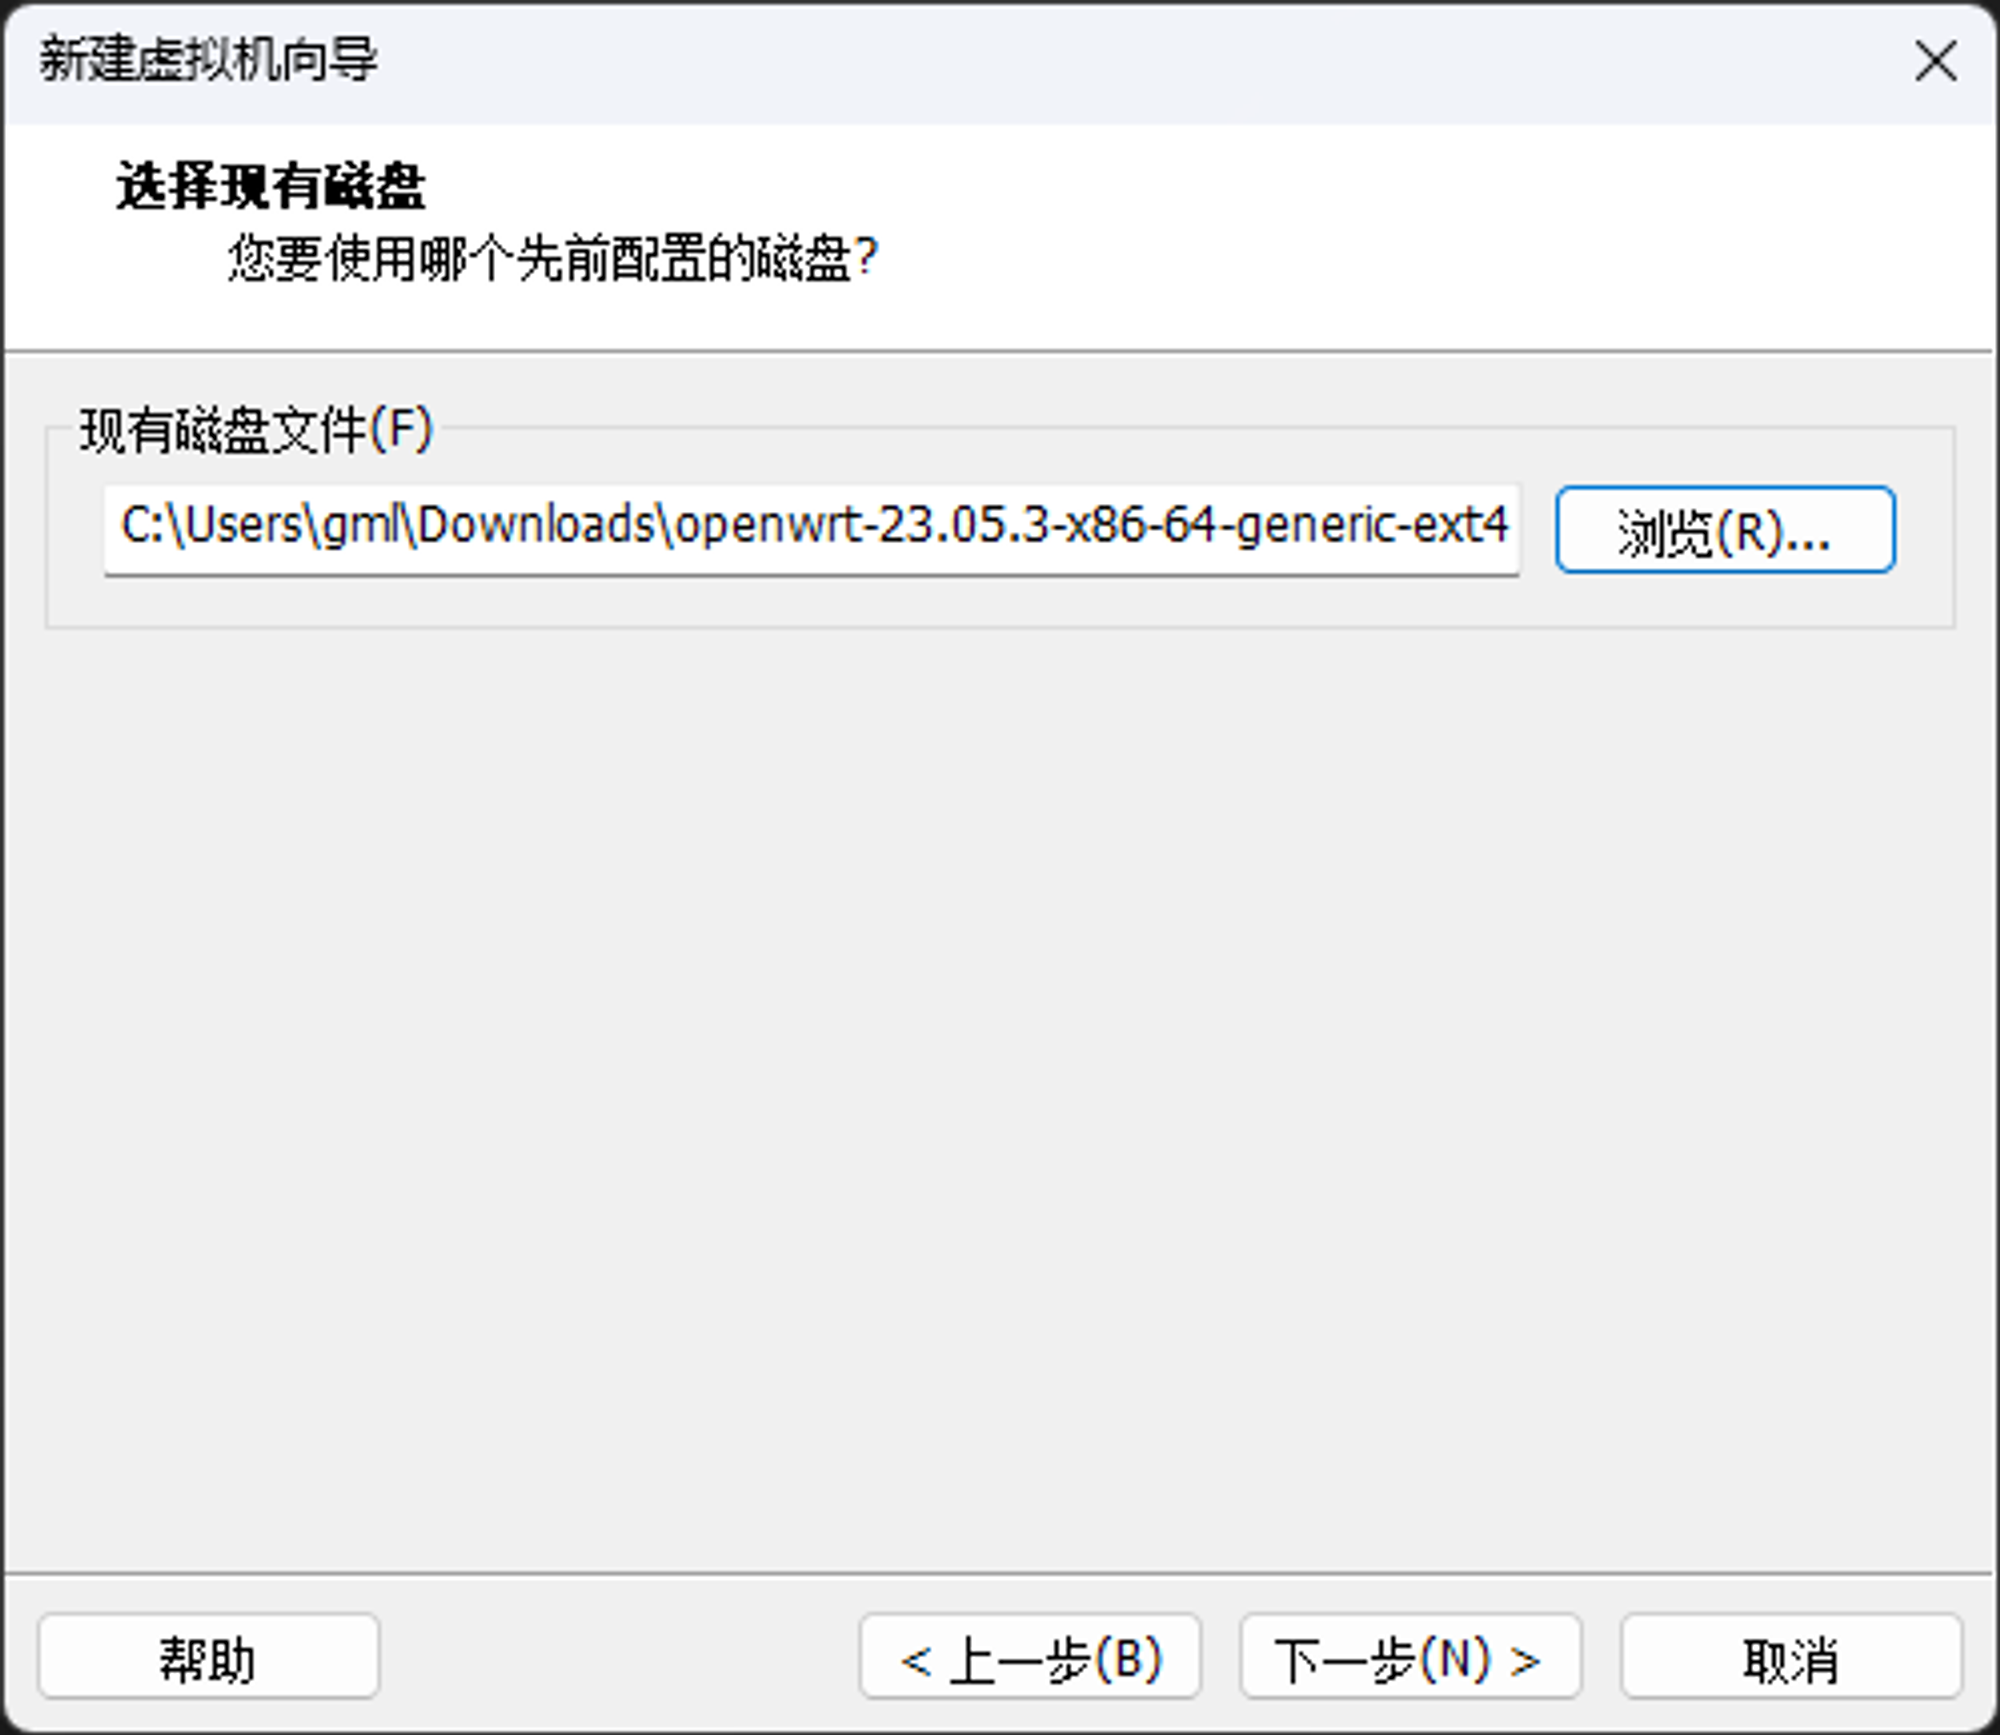 新建虚拟机向导
选择现有磁盘
您要使用哪个先前配置的磁盘?
现有磁盘文件(F)
C:\Users\gml\Downloads\openwrt-23.05.3-x86-64-generic-ext4
浏览(R)...
帮助
< 上一步(B)
下一步(N) >
取消